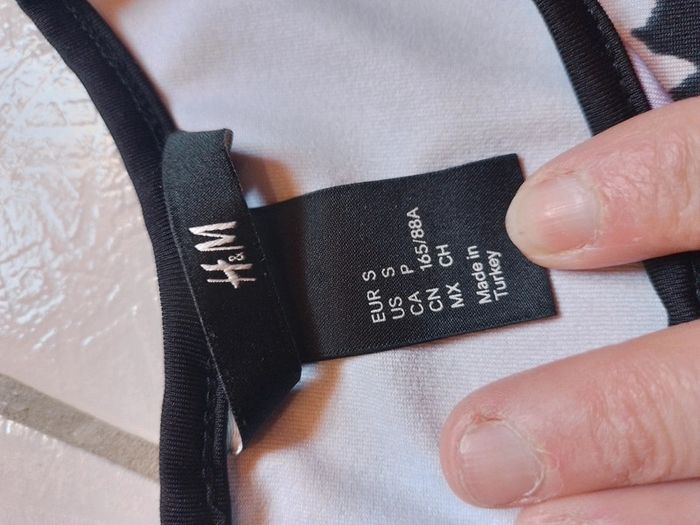 H&M
EUR S
US S
CA P
CN 165/88A
MX CH
Made in
Turkey